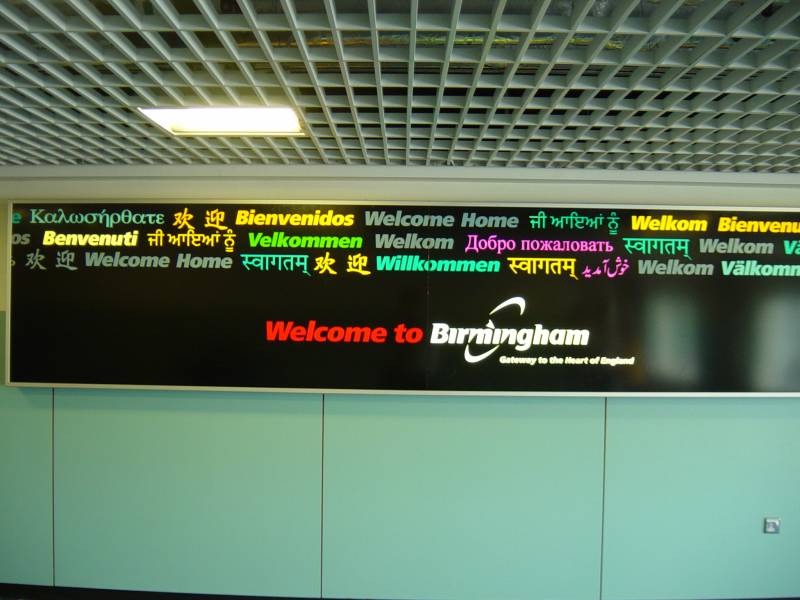 Καλωσήρθατε 欢 迎 Bienvenidos Welcome Home ਜੀ ਆਇਆਂ ਨੂੰ Welkom Bienvenu
os Benvenuti ਜੀ ਆਇਆਂ ਨੂੰ Velkommen Welkom Добро пожаловать स्वागतम् Welkom Vä
欢 迎 Welcome Home स्वागतम् 欢 迎 Willkommen स्वागतम् خوش آمدید Welkom Välkomm
Welcome to Birmingham
Gateway to the Heart of England